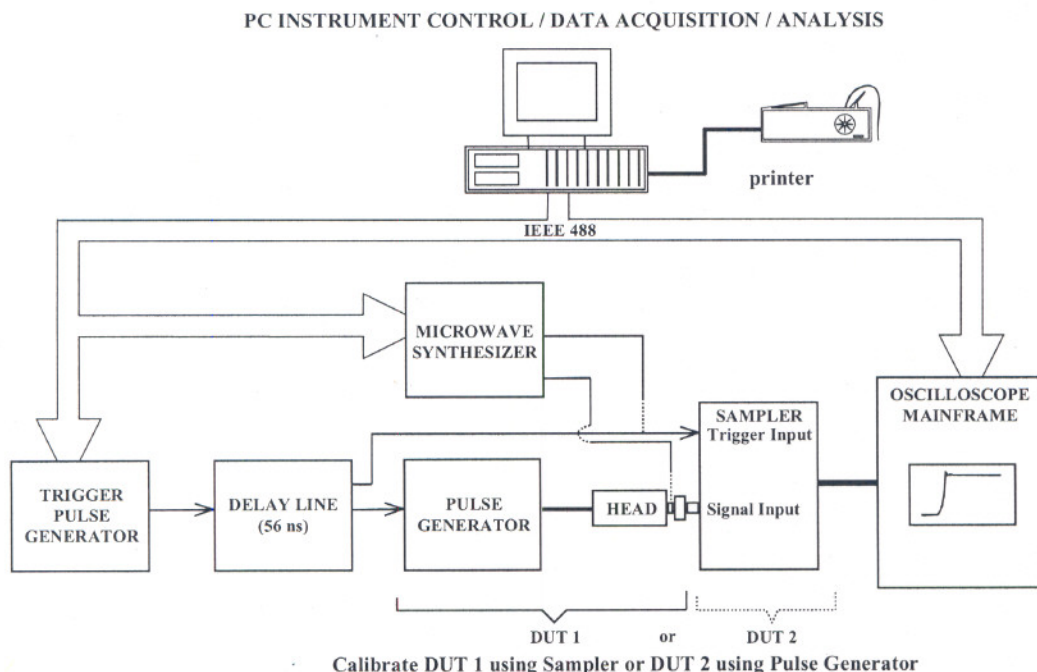 PC INSTRUMENT CONTROL / DATA ACQUISITION / ANALYSIS
printer
IEEE 488
MICROWAVE
SYNTHESIZER
OSCILLOSCOPE
MAINFRAME
SAMPLER
Trigger Input
TRIGGER
PULSE
GENERATOR
DELAY LINE
(56 ns)
PULSE
GENERATOR
HEAD
Signal Input
DUT 1 or DUT 2
Calibrate DUT 1 using Sampler or DUT 2 using Pulse Generator